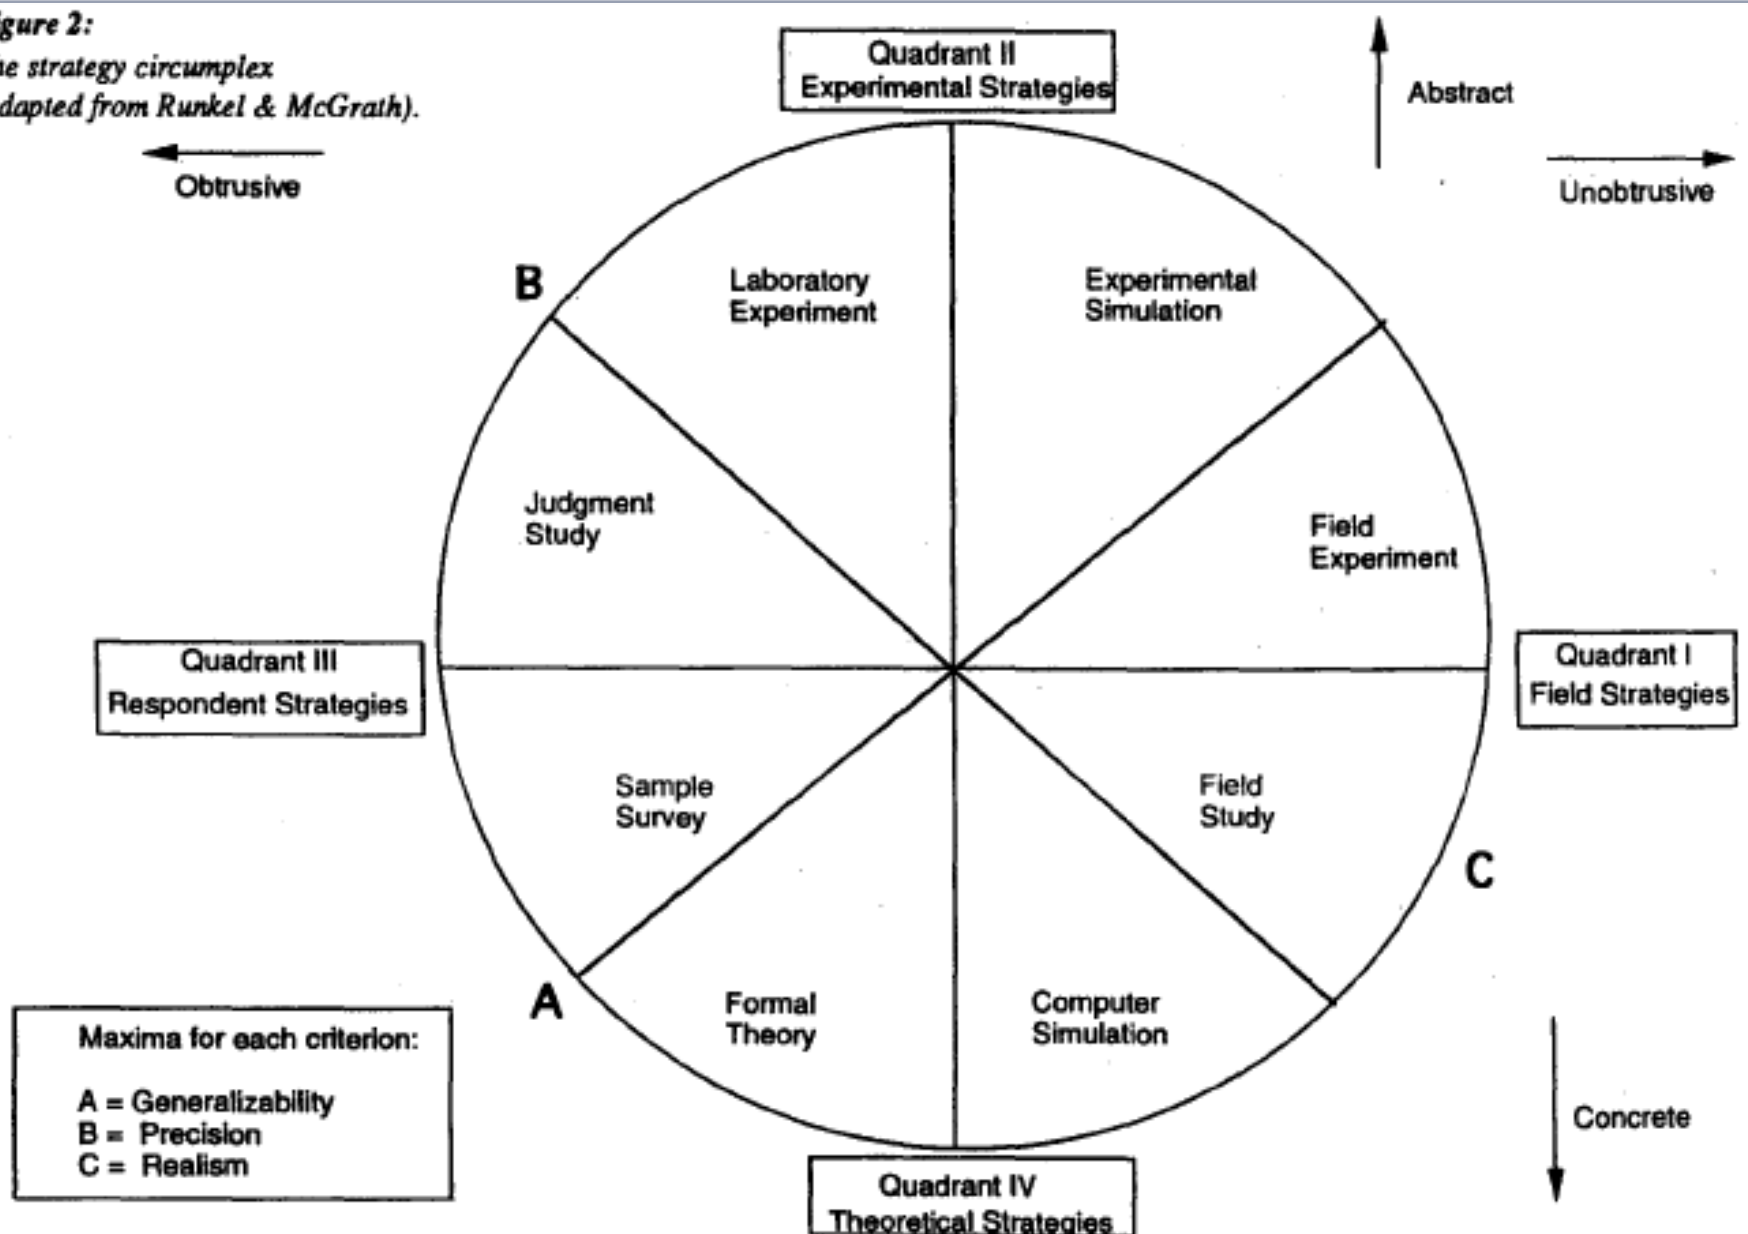 igure 2:
he strategy circumplex
dapted from Runkel & McGrath).
Obtrusive
Quadrant II
Experimental Strategies
Abstract
Unobtrusive
B
Laboratory
Experiment
Experimental
Simulation
Judgment
Study
Field
Experiment
Quadrant III
Respondent Strategies
Quadrant I
Field Strategies
Sample
Survey
Field
Study
C
A
Formal
Theory
Computer
Simulation
Maxima for each criterion:
A = Generalizability
B = Precision
C = Realism
Concrete
Quadrant IV
Theoretical Strategies